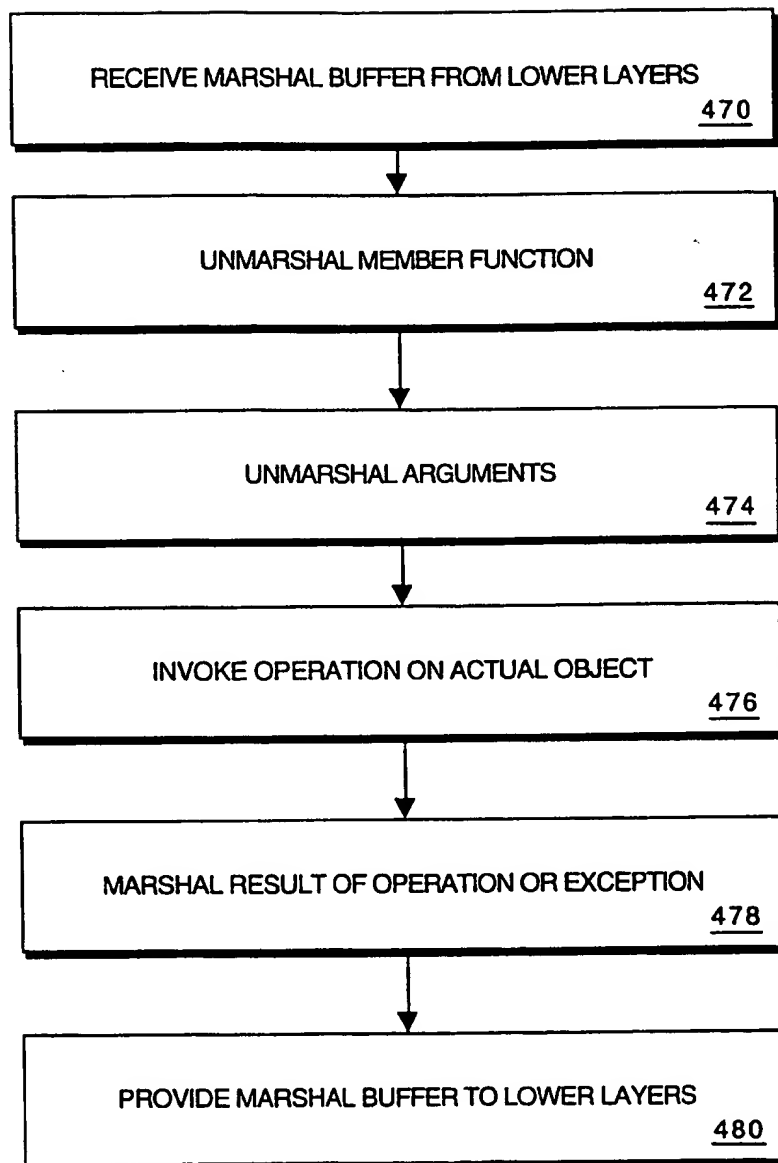 RECEIVE MARSHAL BUFFER FROM LOWER LAYERS
470
UNMARSHAL MEMBER FUNCTION
472
UNMARSHAL ARGUMENTS
474
INVOKE OPERATION ON ACTUAL OBJECT
476
MARSHAL RESULT OF OPERATION OR EXCEPTION
478
PROVIDE MARSHAL BUFFER TO LOWER LAYERS
480